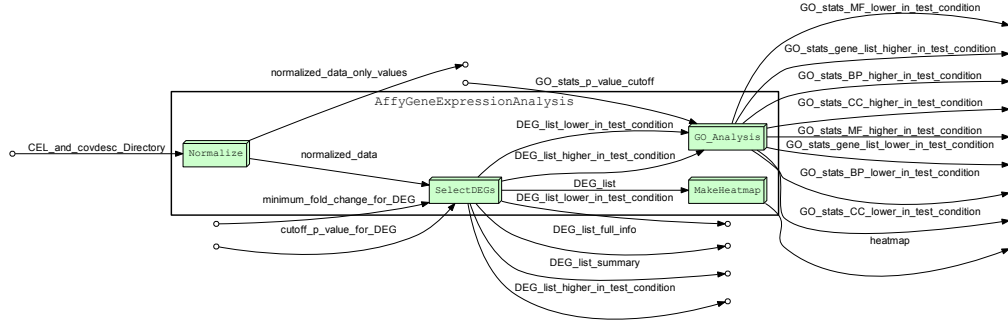 GO_stats_MF_lower_in_test_condition
GO_stats_gene_list_higher_in_test_condition
normalized_data_only_values
GO_stats_p_value_cutoff
GO_stats_BP_higher_in_test_condition
AffyGeneExpressionAnalysis
GO_stats_CC_higher_in_test_condition
DEG_list_lower_in_test_condition
GO_Analysis
GO_stats_MF_higher_in_test_condition
CEL_and_covdesc_Directory
Normalize
normalized_data
DEG_list_higher_in_test_condition
GO_stats_gene_list_lower_in_test_condition
GO_stats_BP_lower_in_test_condition
SelectDEGs
DEG_list
MakeHeatmap
minimum_fold_change_for_DEG
DEG_list_lower_in_test_condition
GO_stats_CC_lower_in_test_condition
cutoff_p_value_for_DEG
DEG_list_full_info
heatmap
DEG_list_summary
DEG_list_higher_in_test_condition